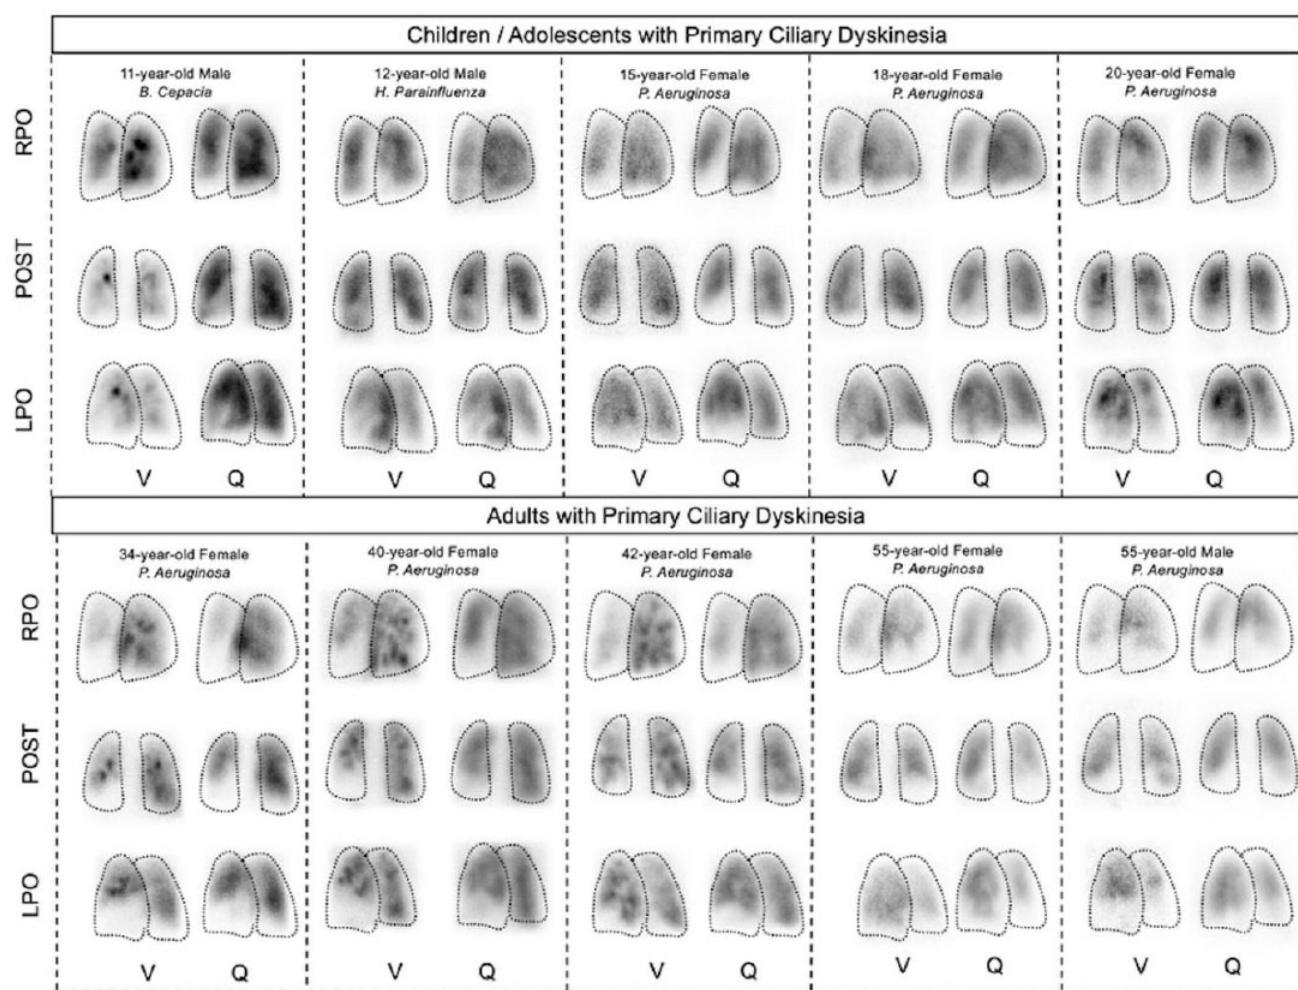 Children / Adolescents with Primary Ciliary Dyskinesia
11-year-old Male
B. Cepacia
12-year-old Male
H. Parainfluenza
15-year-old Female
P. Aeruginosa
18-year-old Female
P. Aeruginosa
20-year-old Female
P. Aeruginosa
RPO
POST
LPO
V Q V Q V Q V Q V Q
Adults with Primary Ciliary Dyskinesia
34-year-old Female
P. Aeruginosa
40-year-old Female
P. Aeruginosa
42-year-old Female
P. Aeruginosa
55-year-old Female
P. Aeruginosa
55-year-old Male
P. Aeruginosa
RPO
POST
LPO
V Q V Q V Q V Q V Q